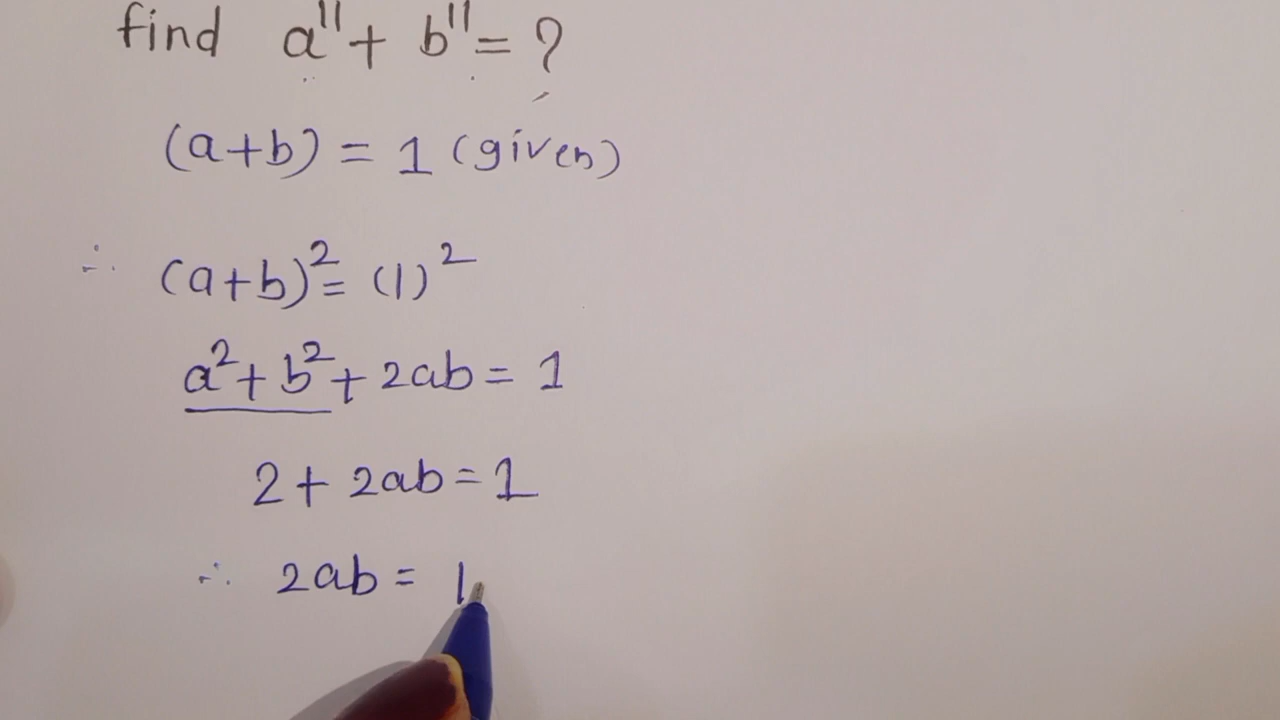 find a¹¹ + b¹¹ = ?
(a+b) = 1 (given)
∴ (a+b)² = (1)²
a² + b² + 2ab = 1
2 + 2ab = 1
∴ 2ab = 1